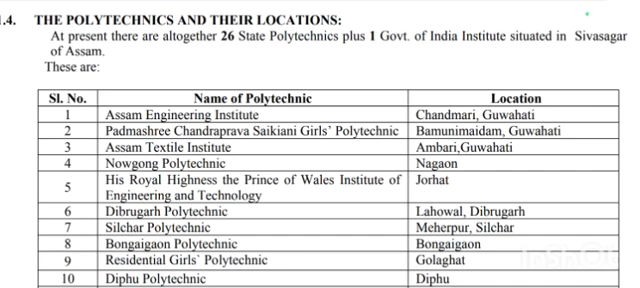 1.4. THE POLYTECHNICS AND THEIR LOCATIONS:
At present there are altogether 26 State Polytechnics plus 1 Govt. of India Institute situated in Sivasagar
of Assam.
These are:
Sl. No. Name of Polytechnic Location
1 Assam Engineering Institute Chandmari, Guwahati
2 Padmashree Chandraprava Saikiani Girls' Polytechnic Bamunimaidam, Guwahati
3 Assam Textile Institute Ambari,Guwahati
4 Nowgong Polytechnic Nagaon
5 His Royal Highness the Prince of Wales Institute of Jorhat
Engineering and Technology
6 Dibrugarh Polytechnic Lahowal, Dibrugarh
7 Silchar Polytechnic Meherpur, Silchar
8 Bongaigaon Polytechnic Bongaigaon
9 Residential Girls` Polytechnic Golaghat
10 Diphu Polytechnic Diphu